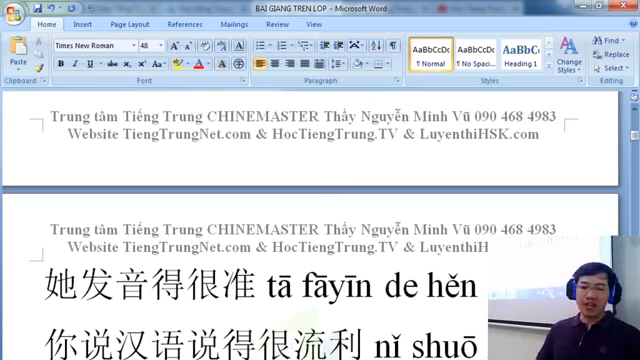 BAI GIANG TREN LOP - Microsoft Word
Home Insert Page Layout References Mailings Review View
Paste
Clipboard
Times New Roman 48
Font
Paragraph
AaBbCcDc AaBbCcDc AaBbCc
¶ Normal ¶ No Spaci... Heading 1
Change Styles
Styles
Find
Replace
Select
Editing
Trung tâm Tiếng Trung CHINEMASTER Thầy Nguyễn Minh Vũ 090 468 4983
Website TiengTrungNet.com & HocTiengTrung.TV & LuyenthiHSK.com
Trung tâm Tiếng Trung CHINEMASTER Thầy Nguyễn Minh Vũ 090 468 4983
Website TiengTrungNet.com & HocTiengTrung.TV & LuyenthiH
她发音得很准 tā fāyīn de hěn
你说汉语说得很流利 nǐ shuō